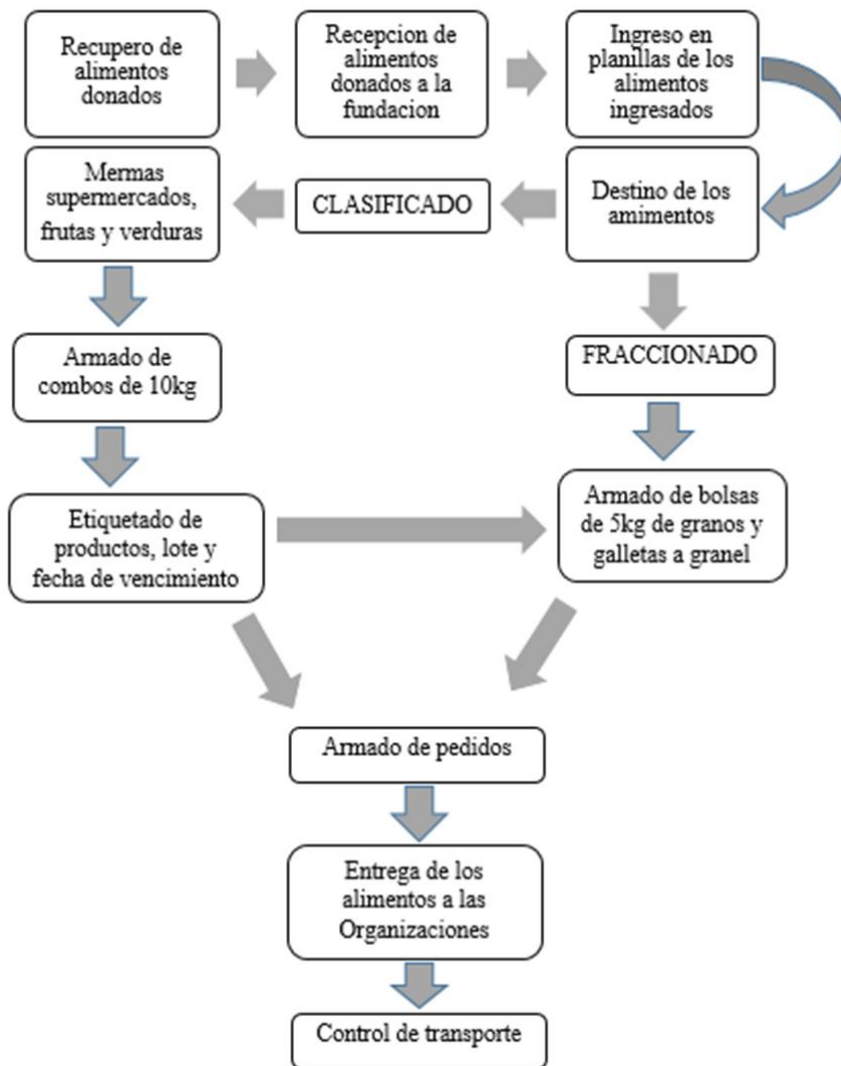 Recupero de
alimentos
donados
Recepcion de
alimentos
donados a la
fundacion
Ingreso en
planillas de los
alimentos
ingresados
Mermas
supermercados,
frutas y verduras
CLASIFICADO
Destino de los
amimentos
Armado de
combos de 10kg
FRACCIONADO
Etiquetado de
productos, lote y
fecha de vencimiento
Armado de bolsas
de 5kg de granos y
galletas a granel
Armado de pedidos
Entrega de los
alimentos a las
Organizaciones
Control de transporte